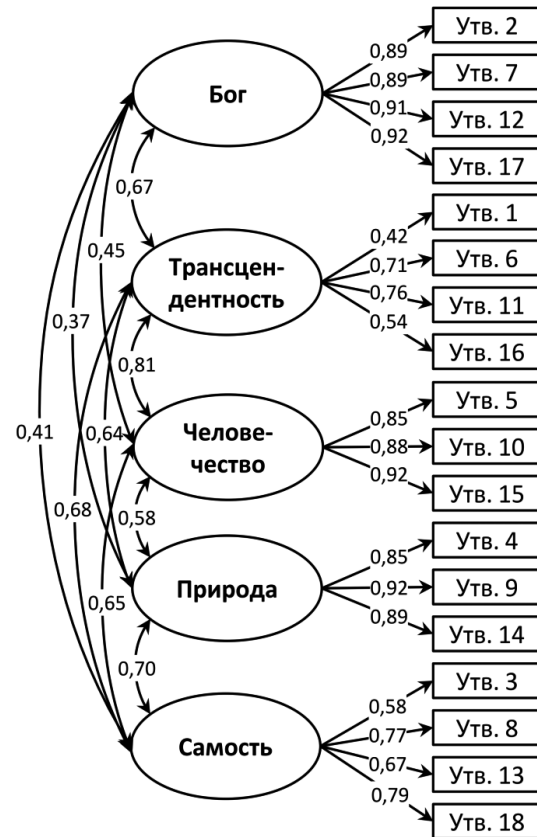 Бог
Трансцен-
дентность
Челове-
чество
Природа
Самость
0,67
0,45
0,37
0,81
0,41
0,64
0,68
0,58
0,65
0,70
0,89
0,89
0,91
0,92
0,42
0,71
0,76
0,54
0,85
0,88
0,92
0,85
0,92
0,89
0,58
0,77
0,67
0,79
Утв. 2
Утв. 7
Утв. 12
Утв. 17
Утв. 1
Утв. 6
Утв. 11
Утв. 16
Утв. 5
Утв. 10
Утв. 15
Утв. 4
Утв. 9
Утв. 14
Утв. 3
Утв. 8
Утв. 13
Утв. 18